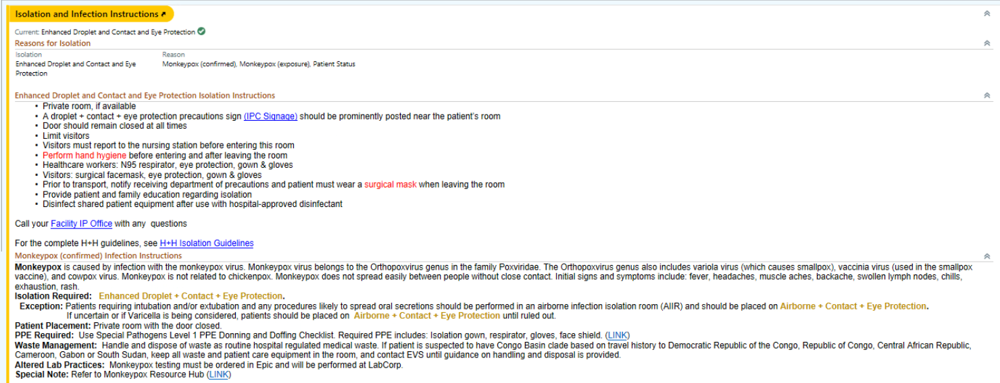 Isolation and Infection Instructions
Current: Enhanced Droplet and Contact and Eye Protection
Reasons for Isolation
Isolation Reason
Enhanced Droplet and Contact and Eye Monkeypox (confirmed), Monkeypox (exposure), Patient Status
Protection
Enhanced Droplet and Contact and Eye Protection Isolation Instructions
• Private room, if available
• A droplet + contact + eye protection precautions sign (IPC Signage) should be prominently posted near the patient's room
• Door should remain closed at all times
• Limit visitors
• Visitors must report to the nursing station before entering this room
• Perform hand hygiene before entering and after leaving the room
• Healthcare workers: N95 respirator, eye protection, gown & gloves
• Visitors: surgical facemask, eye protection, gown & gloves
• Prior to transport, notify receiving department of precautions and patient must wear a surgical mask when leaving the room
• Provide patient and family education regarding isolation
• Disinfect shared patient equipment after use with hospital-approved disinfectant
Call your Facility IP Office with any questions
For the complete H+H guidelines, see H+H Isolation Guidelines
Monkeypox (confirmed) Infection Instructions
Monkeypox is caused by infection with the monkeypox virus. Monkeypox virus belongs to the Orthopoxvirus genus in the family Poxviridae. The Orthopoxvirus genus also includes variola virus (which causes smallpox), vaccinia virus (used in the smallpox
vaccine), and cowpox virus. Monkeypox is not related to chickenpox. Monkeypox does not spread easily between people without close contact. Initial signs and symptoms include: fever, headaches, muscle aches, backache, swollen lymph nodes, chills,
exhaustion, rash.
Isolation Required: Enhanced Droplet + Contact + Eye Protection.
Exception: Patients requiring intubation and/or extubation and any procedures likely to spread oral secretions should be performed in an airborne infection isolation room (AIIR) and should be placed on Airborne + Contact + Eye Protection.
If uncertain or if Varicella is being considered, patients should be placed on Airborne + Contact + Eye Protection until ruled out.
Patient Placement: Private room with the door closed.
PPE Required: Use Special Pathogens Level 1 PPE Donning and Doffing Checklist. Required PPE includes: Isolation gown, respirator, gloves, face shield. (LINK)
Waste Management: Handle and dispose of waste as routine hospital regulated medical waste. If patient is suspected to have Congo Basin clade based on travel history to Democratic Republic of the Congo, Republic of Congo, Central African Republic,
Cameroon, Gabon or South Sudan, keep all waste and patient care equipment in the room, and contact EVS until guidance on handling and disposal is provided.
Altered Lab Practices: Monkeypox testing must be ordered in Epic and will be performed at LabCorp.
Special Note: Refer to Monkeypox Resource Hub (LINK)